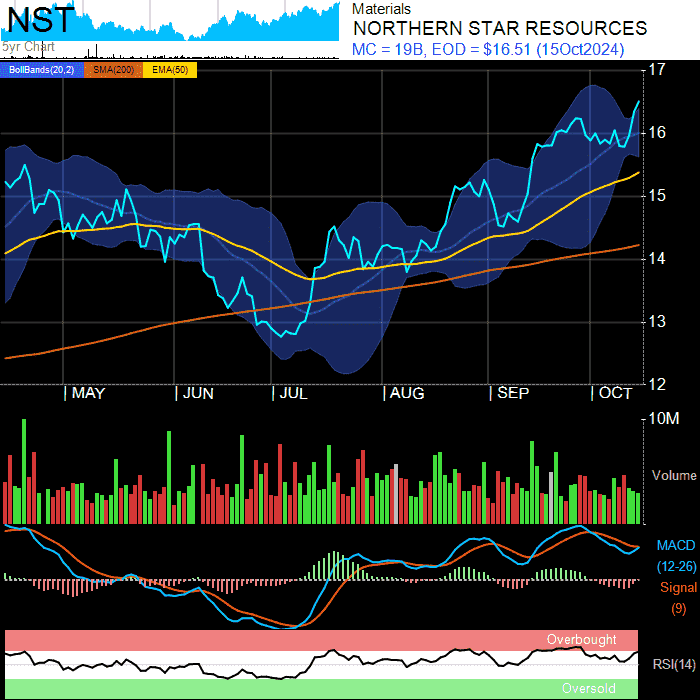 NST
5yr Chart
Materials
NORTHERN STAR RESOURCES
MC = 19B, EOD = $16.51 (15Oct2024)
BollBands(20,2) SMA(200) EMA(50)
17
16
15
14
13
12
MAY JUN JUL AUG SEP OCT
10M
Volume
MACD
(12-26)
Signal
(9)
Overbought
RSI(14)
Oversold